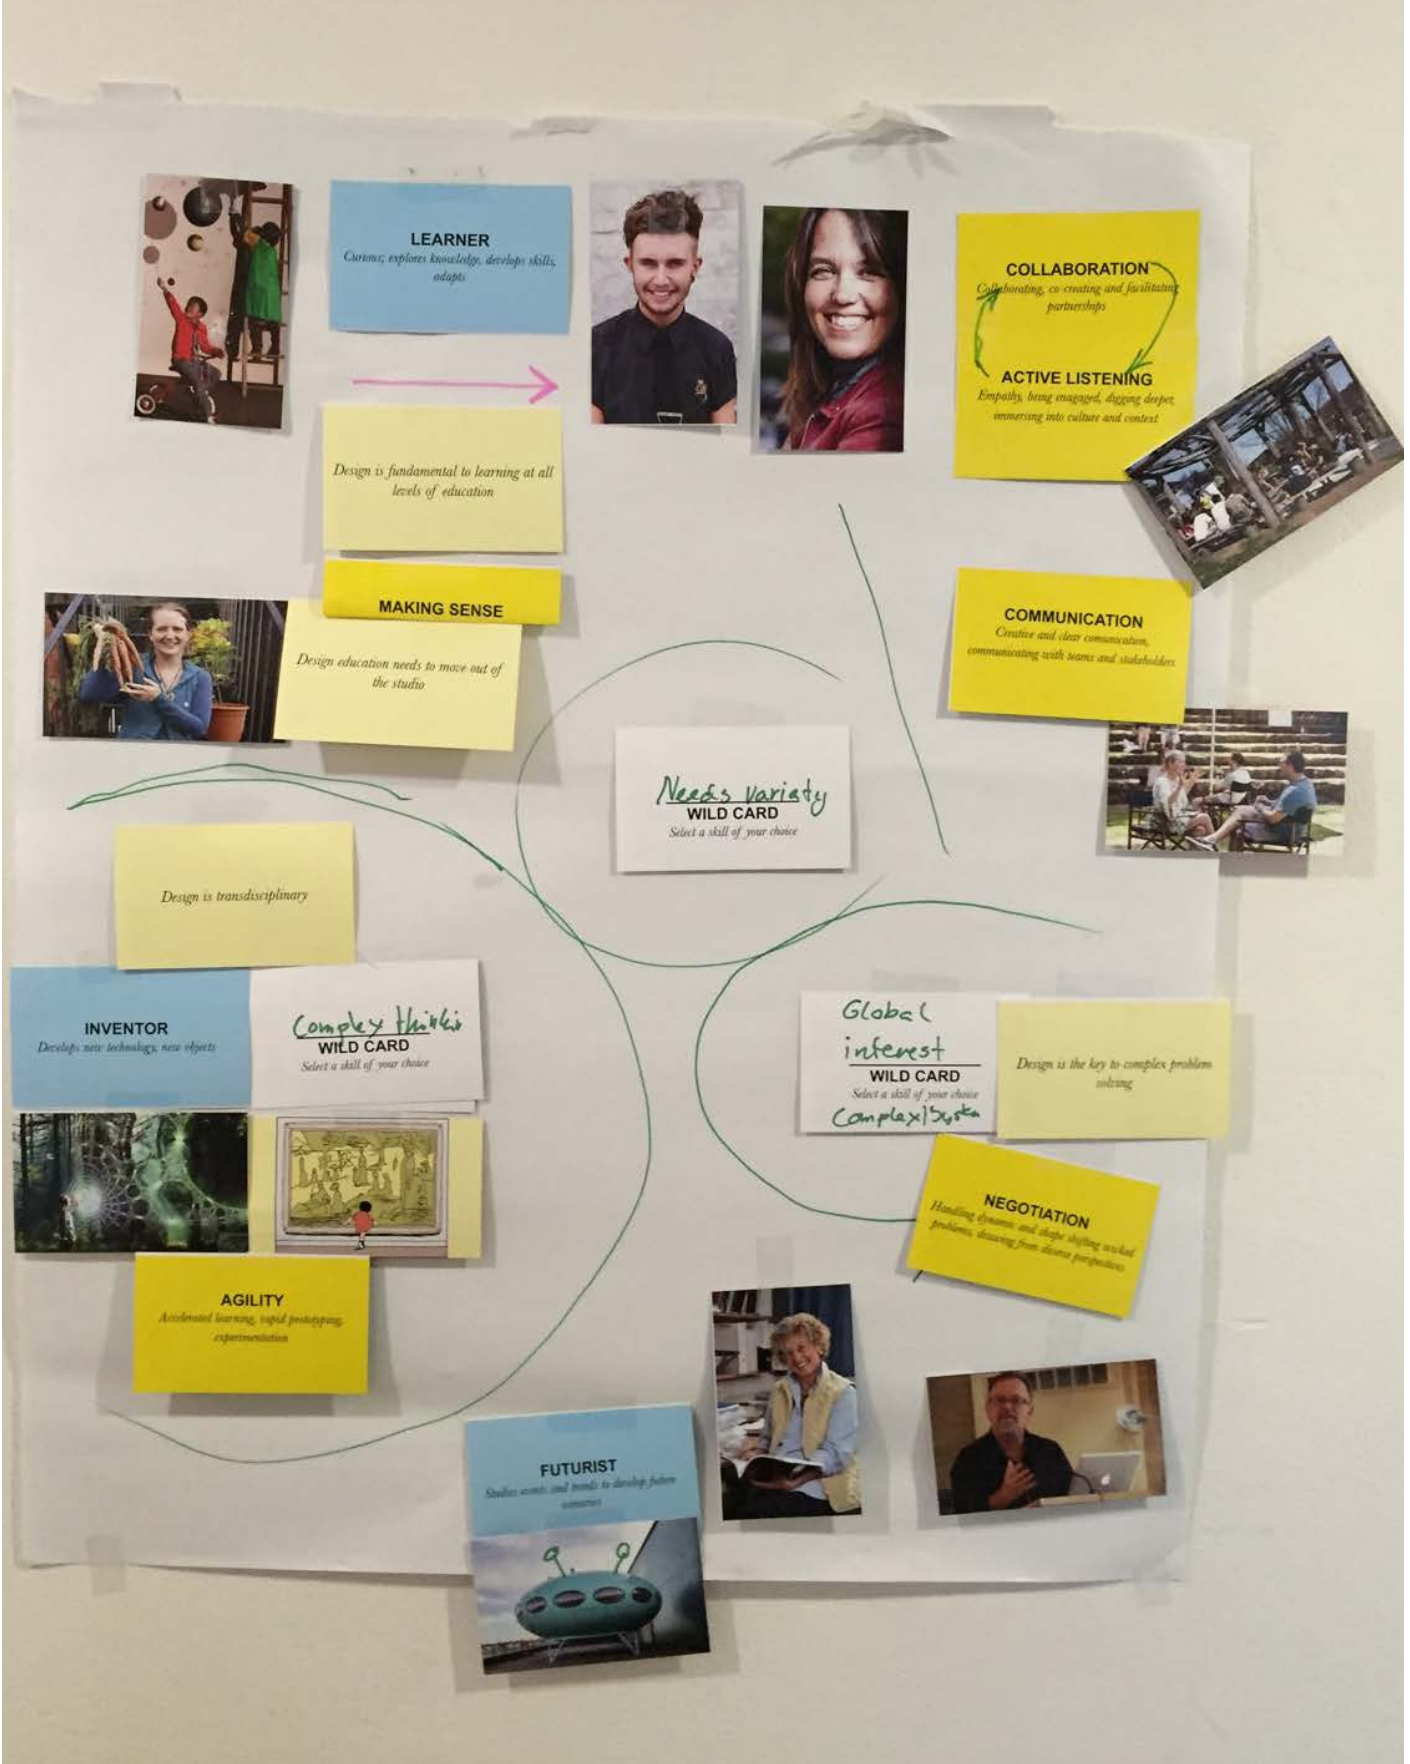 LEARNER
Curious; explores knowledge, develops skills,
adapts
COLLABORATION
Collaborating, co-creating and facilitating
partnerships
ACTIVE LISTENING
Empathy, being enagaged, digging deeper,
immersing into culture and context
Design is fundamental to learning at all
levels of education
MAKING SENSE
Design education needs to move out of
the studio
COMMUNICATION
Creative and clear comunication,
communicating with teams and stakeholders
Needs variaty
WILD CARD
Select a skill of your choice
Design is transdisciplinary
INVENTOR
Develops new technology, new objects
Complex thinkin
WILD CARD
Select a skill of your choice
Global
interest
WILD CARD
Select a skill of your choice
Complex/
Design is the key to complex problem
solving
NEGOTIATION
Handling dynamic and shape shifting wicked
problems, drawing from diverse perspectives
AGILITY
Accelerated learning, rapid prototyping,
experimentation
FUTURIST
Studies events and trends to develop future
scenarios